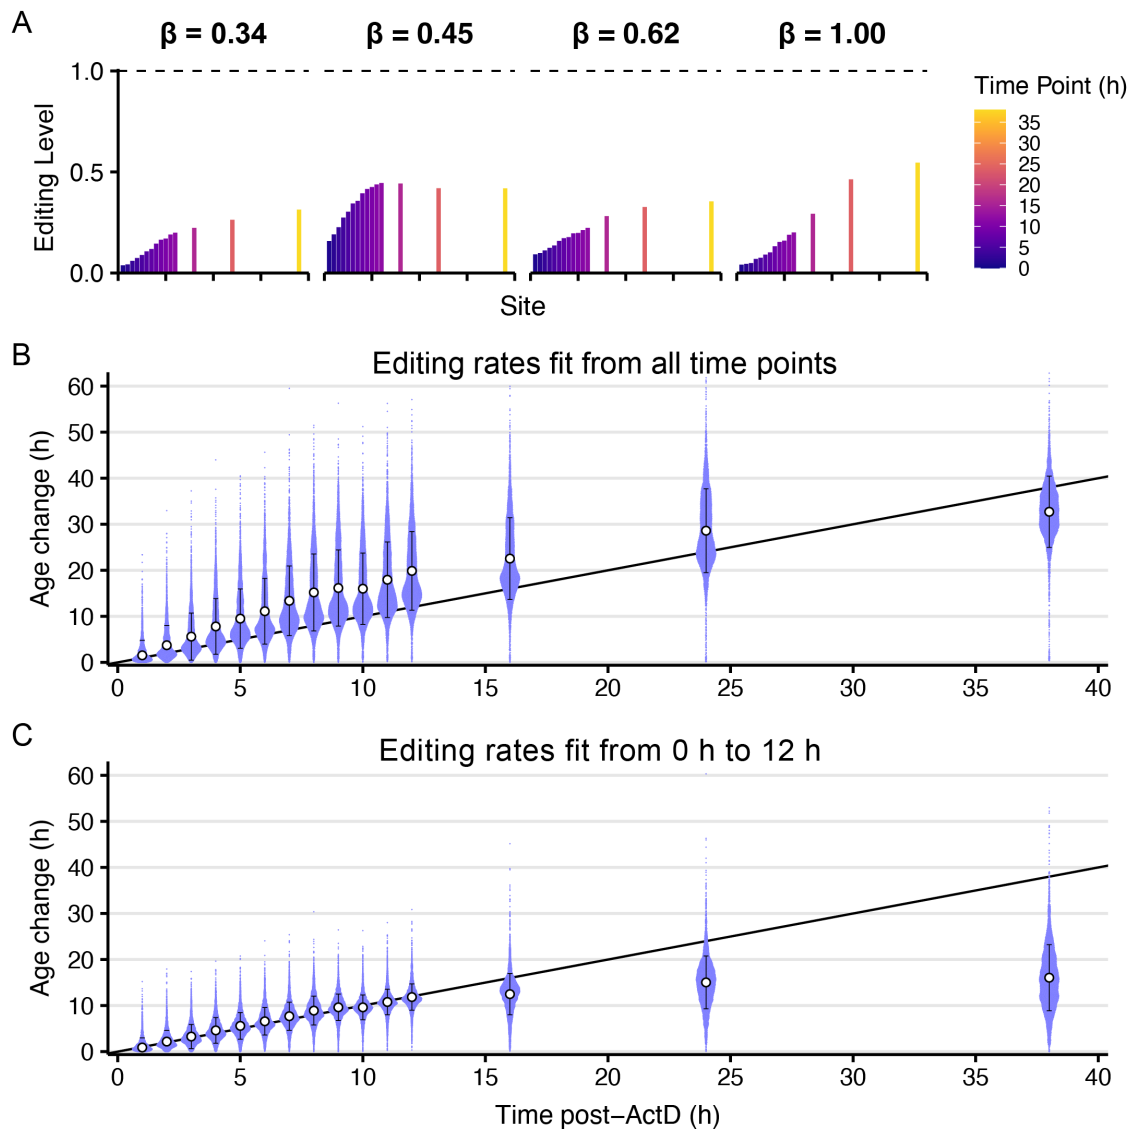 A
β = 0.34 β = 0.45 β = 0.62 β = 1.00
Time Point (h)
1.0
0.5
0.0
Editing Level
35
30
25
20
15
10
5
0
Site
B
Editing rates fit from all time points
60
50
40
30
20
10
0
Age change (h)
0 5 10 15 20 25 30 35 40
C
Editing rates fit from 0 h to 12 h
60
50
40
30
20
10
0
Age change (h)
0 5 10 15 20 25 30 35 40
Time post−ActD (h)